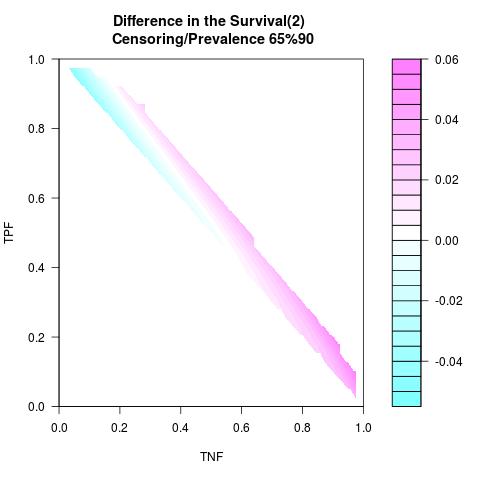 Difference in the Survival(2)
Censoring/Prevalence 65%90
1.0
0.8
0.6
0.4
0.2
0.0
TPF
0.0 0.2 0.4 0.6 0.8 1.0
TNF
0.06
0.04
0.02
0.00
-0.02
-0.04